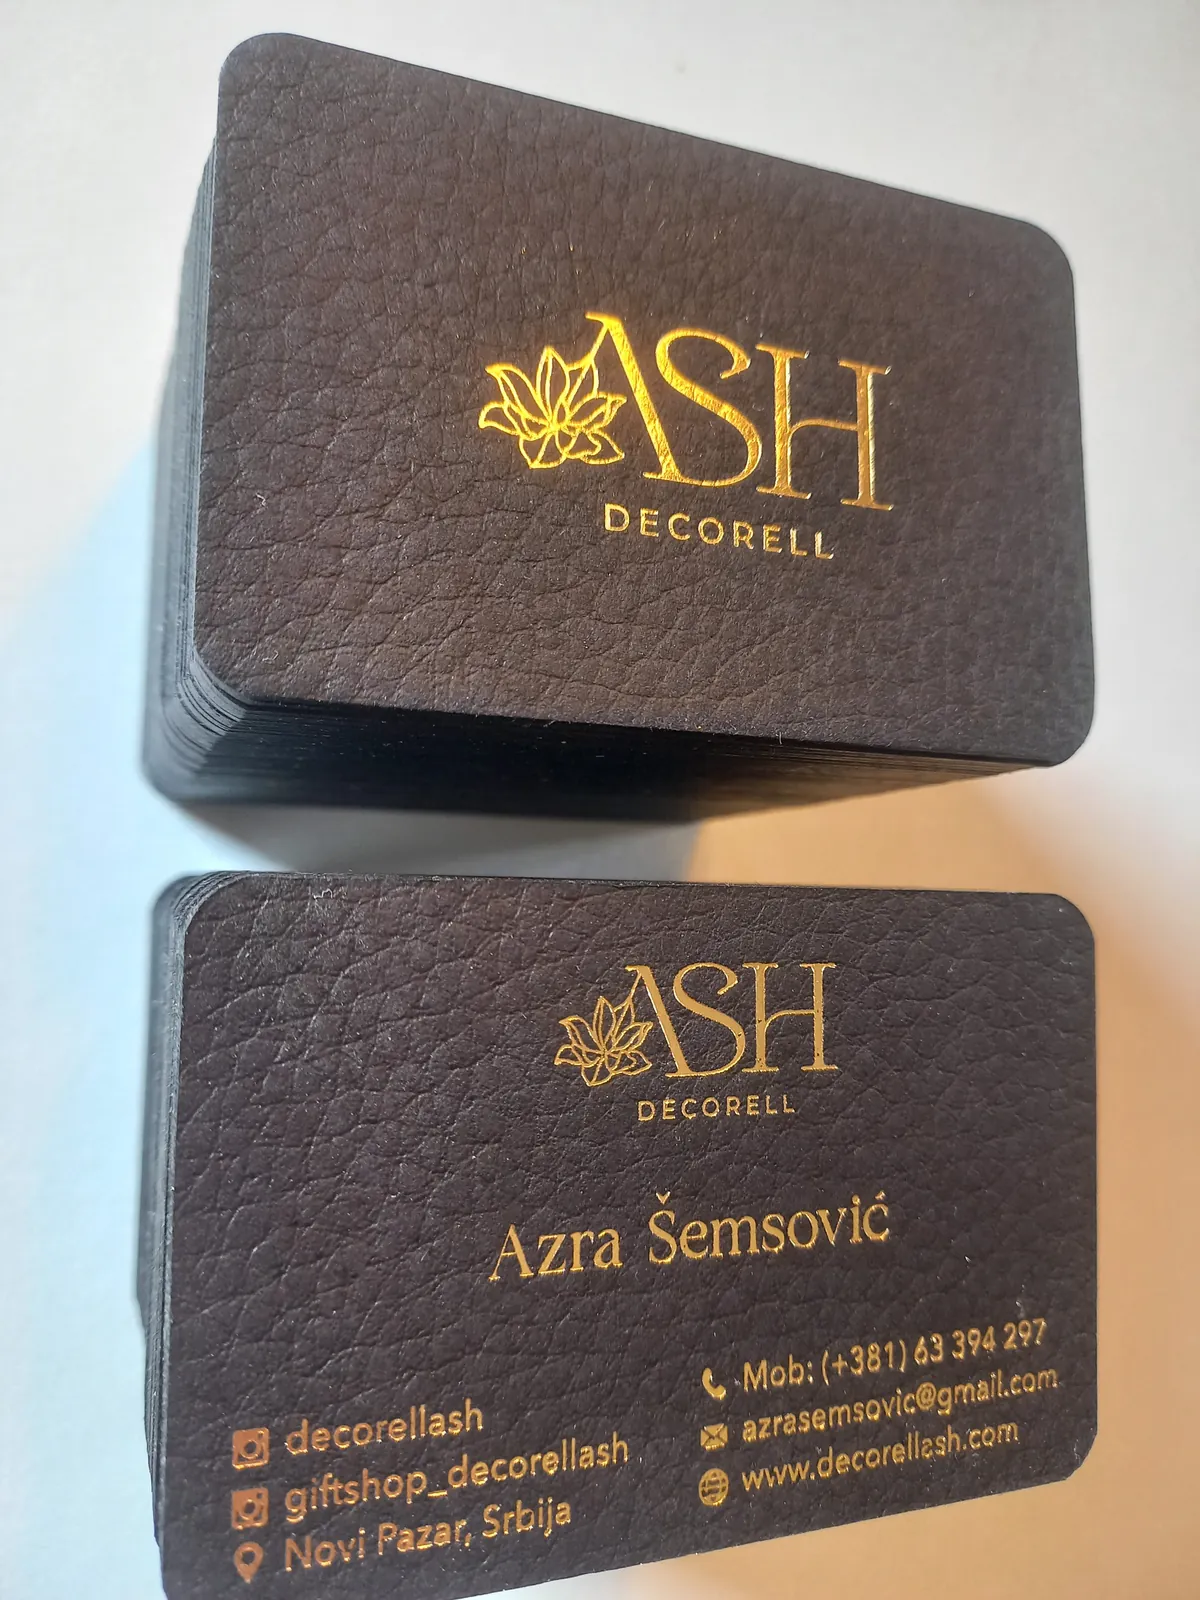 ASH
DECORELL
ASH
DECORELL
Azra Šemsović
decorellash
giftshop_decorellash
Novi Pazar, Srbija
Mob: (+381) 63 394 297
azrasemsovic@gmail.com
www.decorellash.com